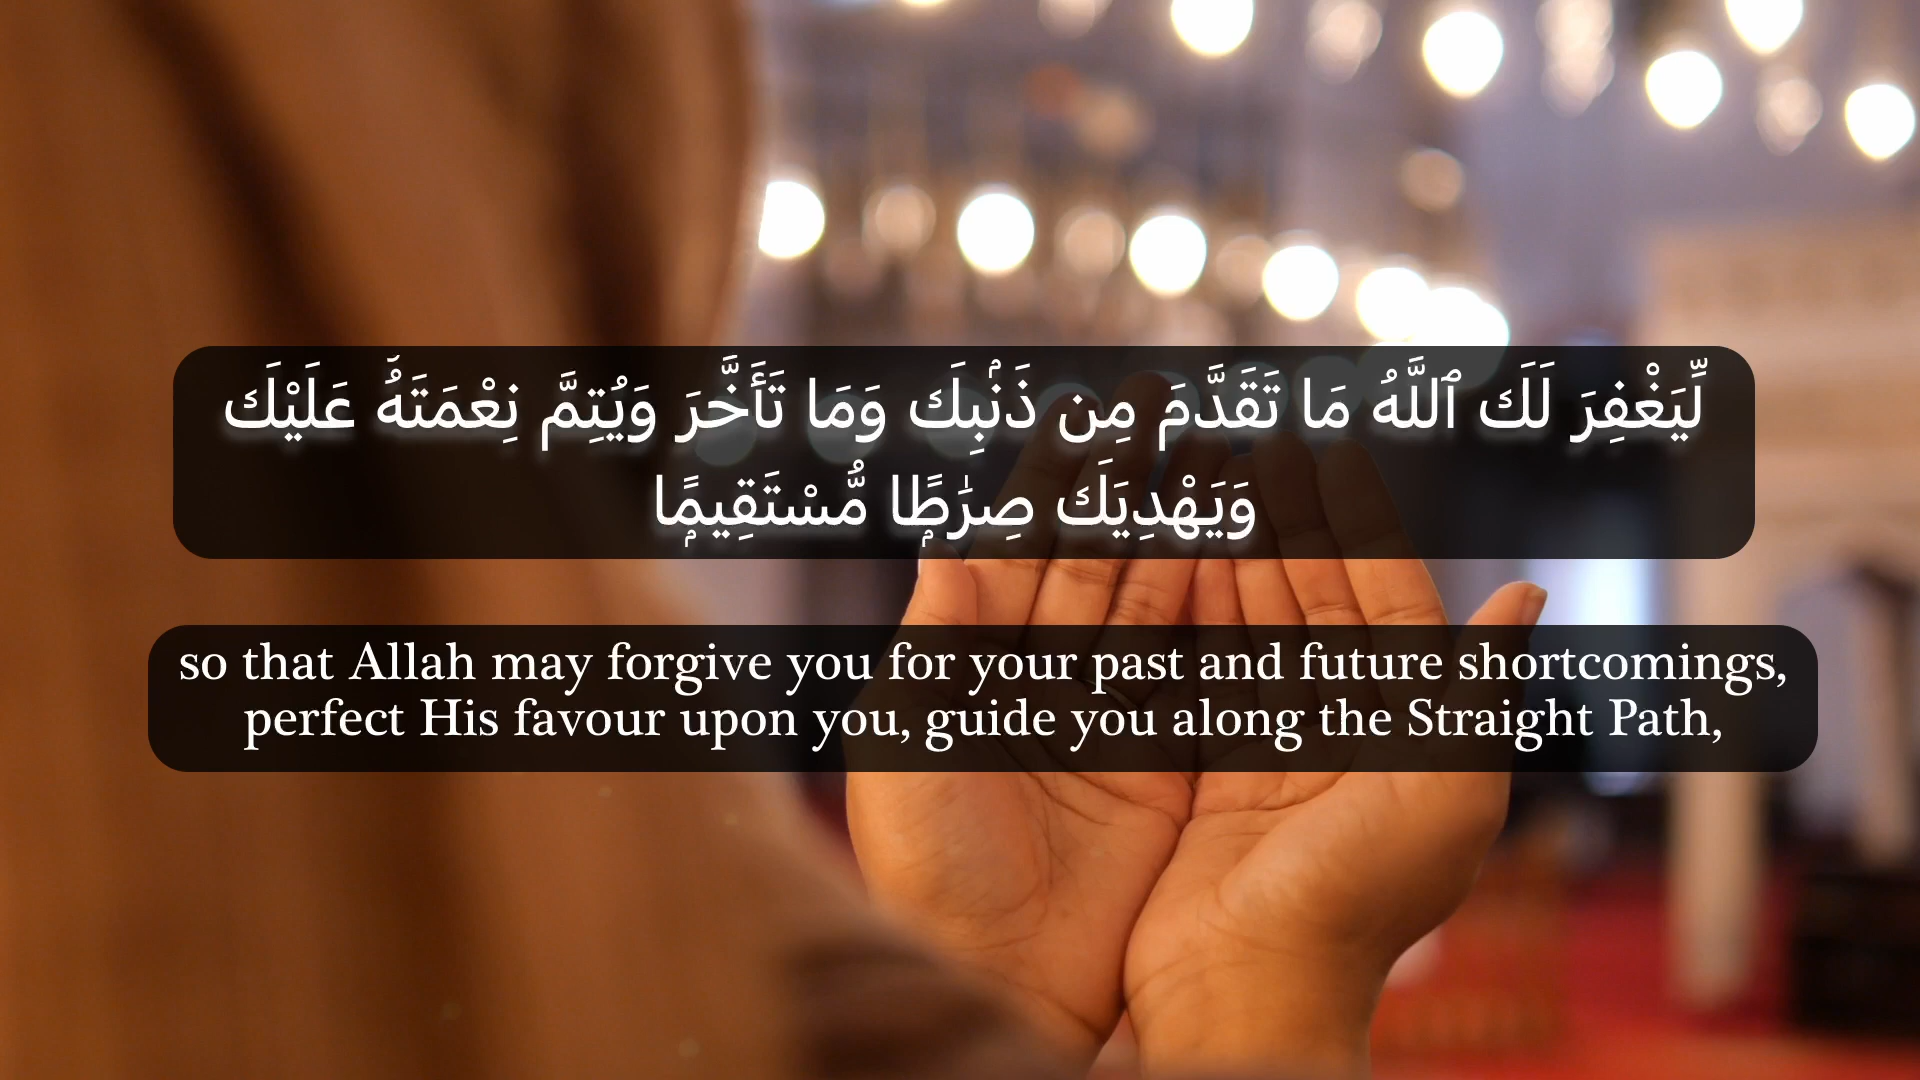 لِّيَغْفِرَ لَكَ ٱللَّهُ مَا تَقَدَّمَ مِن ذَنۢبِكَ وَمَا تَأَخَّرَ وَيُتِمَّ نِعْمَتَهُۥ عَلَيْكَ
وَيَهْدِيَكَ صِرَٰطًۭا مُّسْتَقِيمًۭا
so that Allah may forgive you for your past and future shortcomings,
perfect His favour upon you, guide you along the Straight Path,